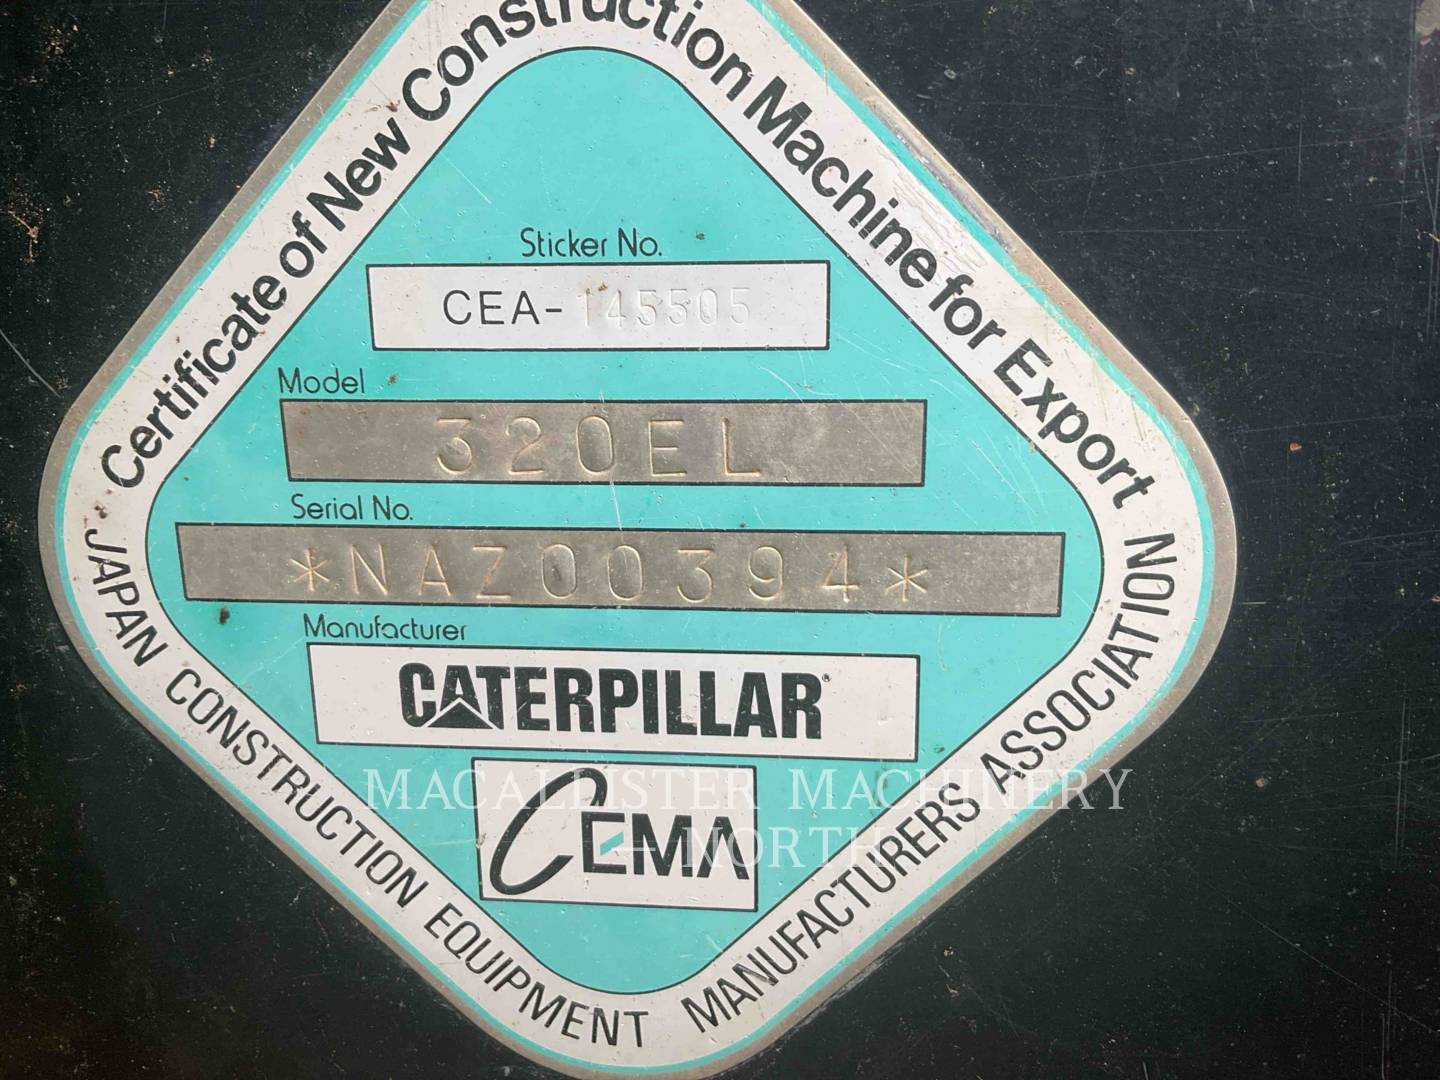 Certificate of New Construction Machine for Export
Sticker No.
CEA-145505
Model
320EL
Serial No.
*NAZ00394*
Manufacturer
CATERPILLAR®
CEMA
JAPAN CONSTRUCTION EQUIPMENT MANUFACTURERS ASSOCIATION
MACALLISTER MACHINERY
— NORTH